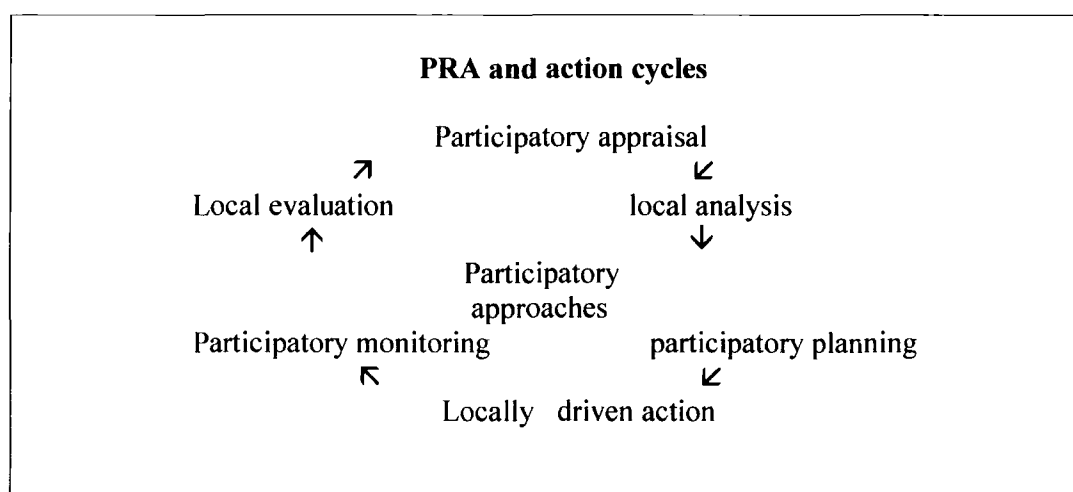 PRA and action cycles
Participatory appraisal
↗ ↙
Local evaluation local analysis
↑ ↓
Participatory
approaches
Participatory monitoring participatory planning
↖ ↙
Locally driven action